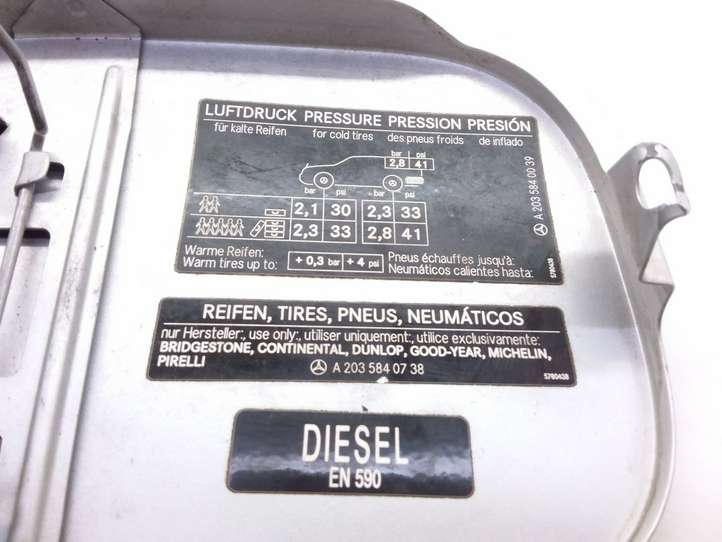 LUFTDRUCK PRESSURE PRESSION PRESIÓN
für kalte Reifen for cold tires des pneus froids de inflado
bar psi
2,8 41
bar psi bar psi
2,1 30 2,3 33
2,3 33 2,8 41
Warme Reifen: Pneus échauffes jusqu'à:
Warm tires up to: + 0,3 bar + 4 psi Neumáticos calientes hasta:
A 203 584 00 39
5780438
REIFEN, TIRES, PNEUS, NEUMÁTICOS
nur Hersteller:, use only:, utiliser uniquement:, utilice exclusivamente:
BRIDGESTONE, CONTINENTAL, DUNLOP, GOOD-YEAR, MICHELIN,
PIRELLI
A 203 584 07 38
5780438
DIESEL
EN 590